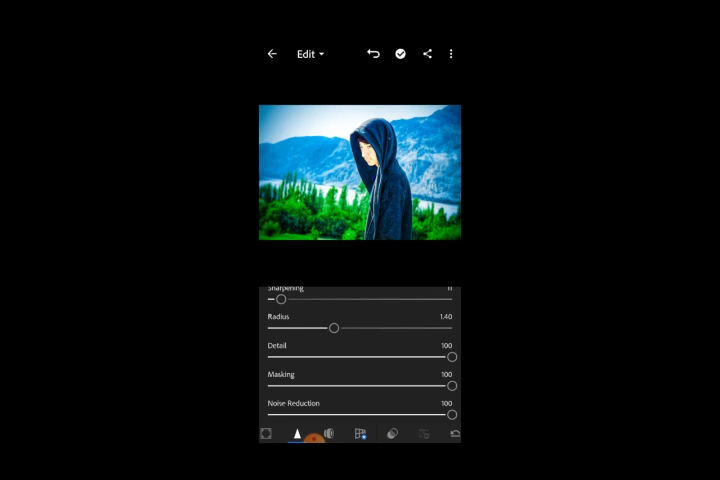 Edit
Sharpening 11
Radius 1.40
Detail 100
Masking 100
Noise Reduction 100